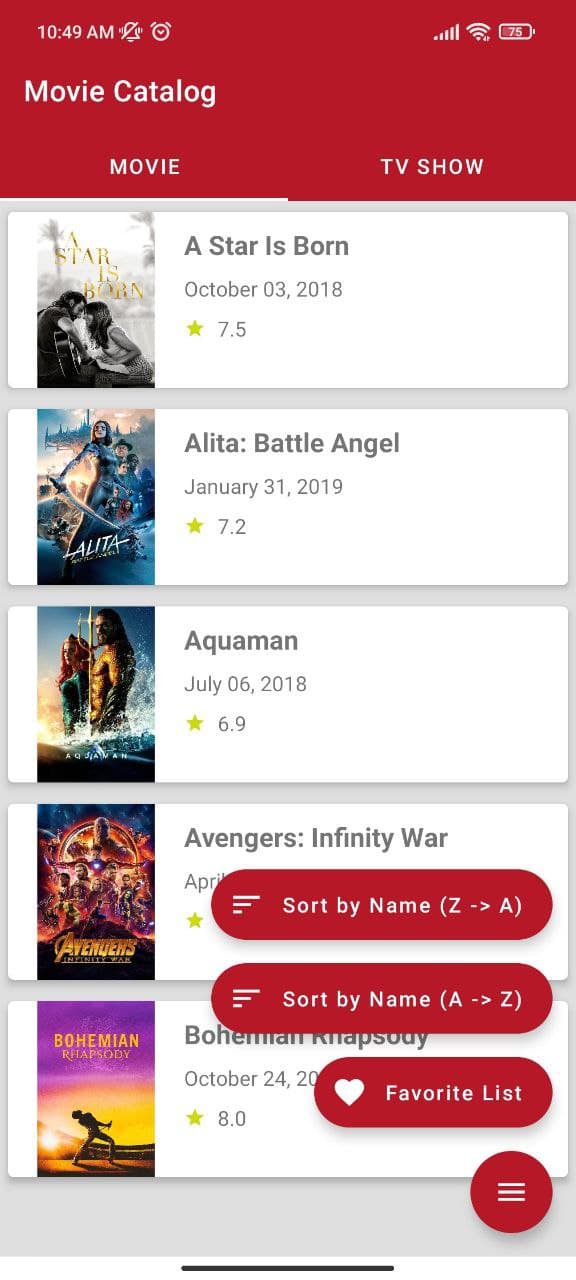 10:49 AM
75
Movie Catalog
MOVIE
TV SHOW
A
STAR
IS
BORN
A Star Is Born
October 03, 2018
7.5
ALITA
BATTLE ANGEL
Alita: Battle Angel
January 31, 2019
7.2
AQUAMAN
Aquaman
July 06, 2018
6.9
AVENGERS
INFINITY WAR
Avengers: Infinity War
April
Sort by Name (Z -> A)
Sort by Name (A -> Z)
BOHEMIAN
RHAPSODY
Bohemian Rhapsody
October 24, 20
8.0
Favorite List